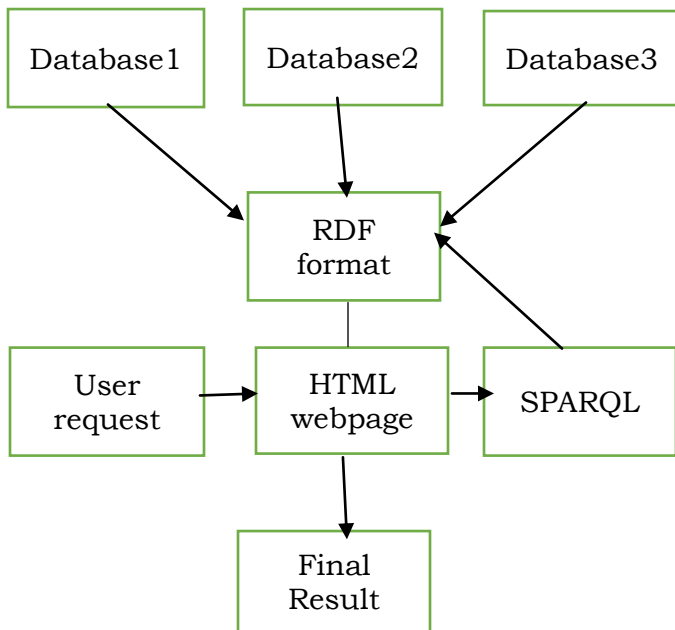 Database1
Database2
Database3
RDF
format
User
request
HTML
webpage
SPARQL
Final
Result